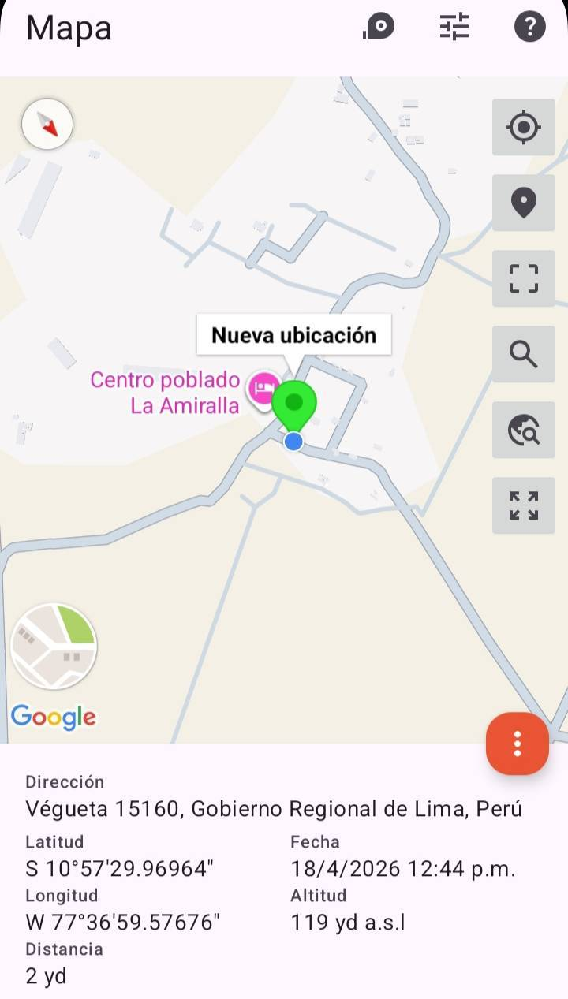 Mapa
Nueva ubicación
Centro poblado
La Amiralla
Google
Dirección
Végueta 15160, Gobierno Regional de Lima, Perú
Latitud
S 10°57'29.96964"
Fecha
18/4/2026 12:44 p.m.
Longitud
W 77°36'59.57676"
Altitud
119 yd a.s.l
Distancia
2 yd